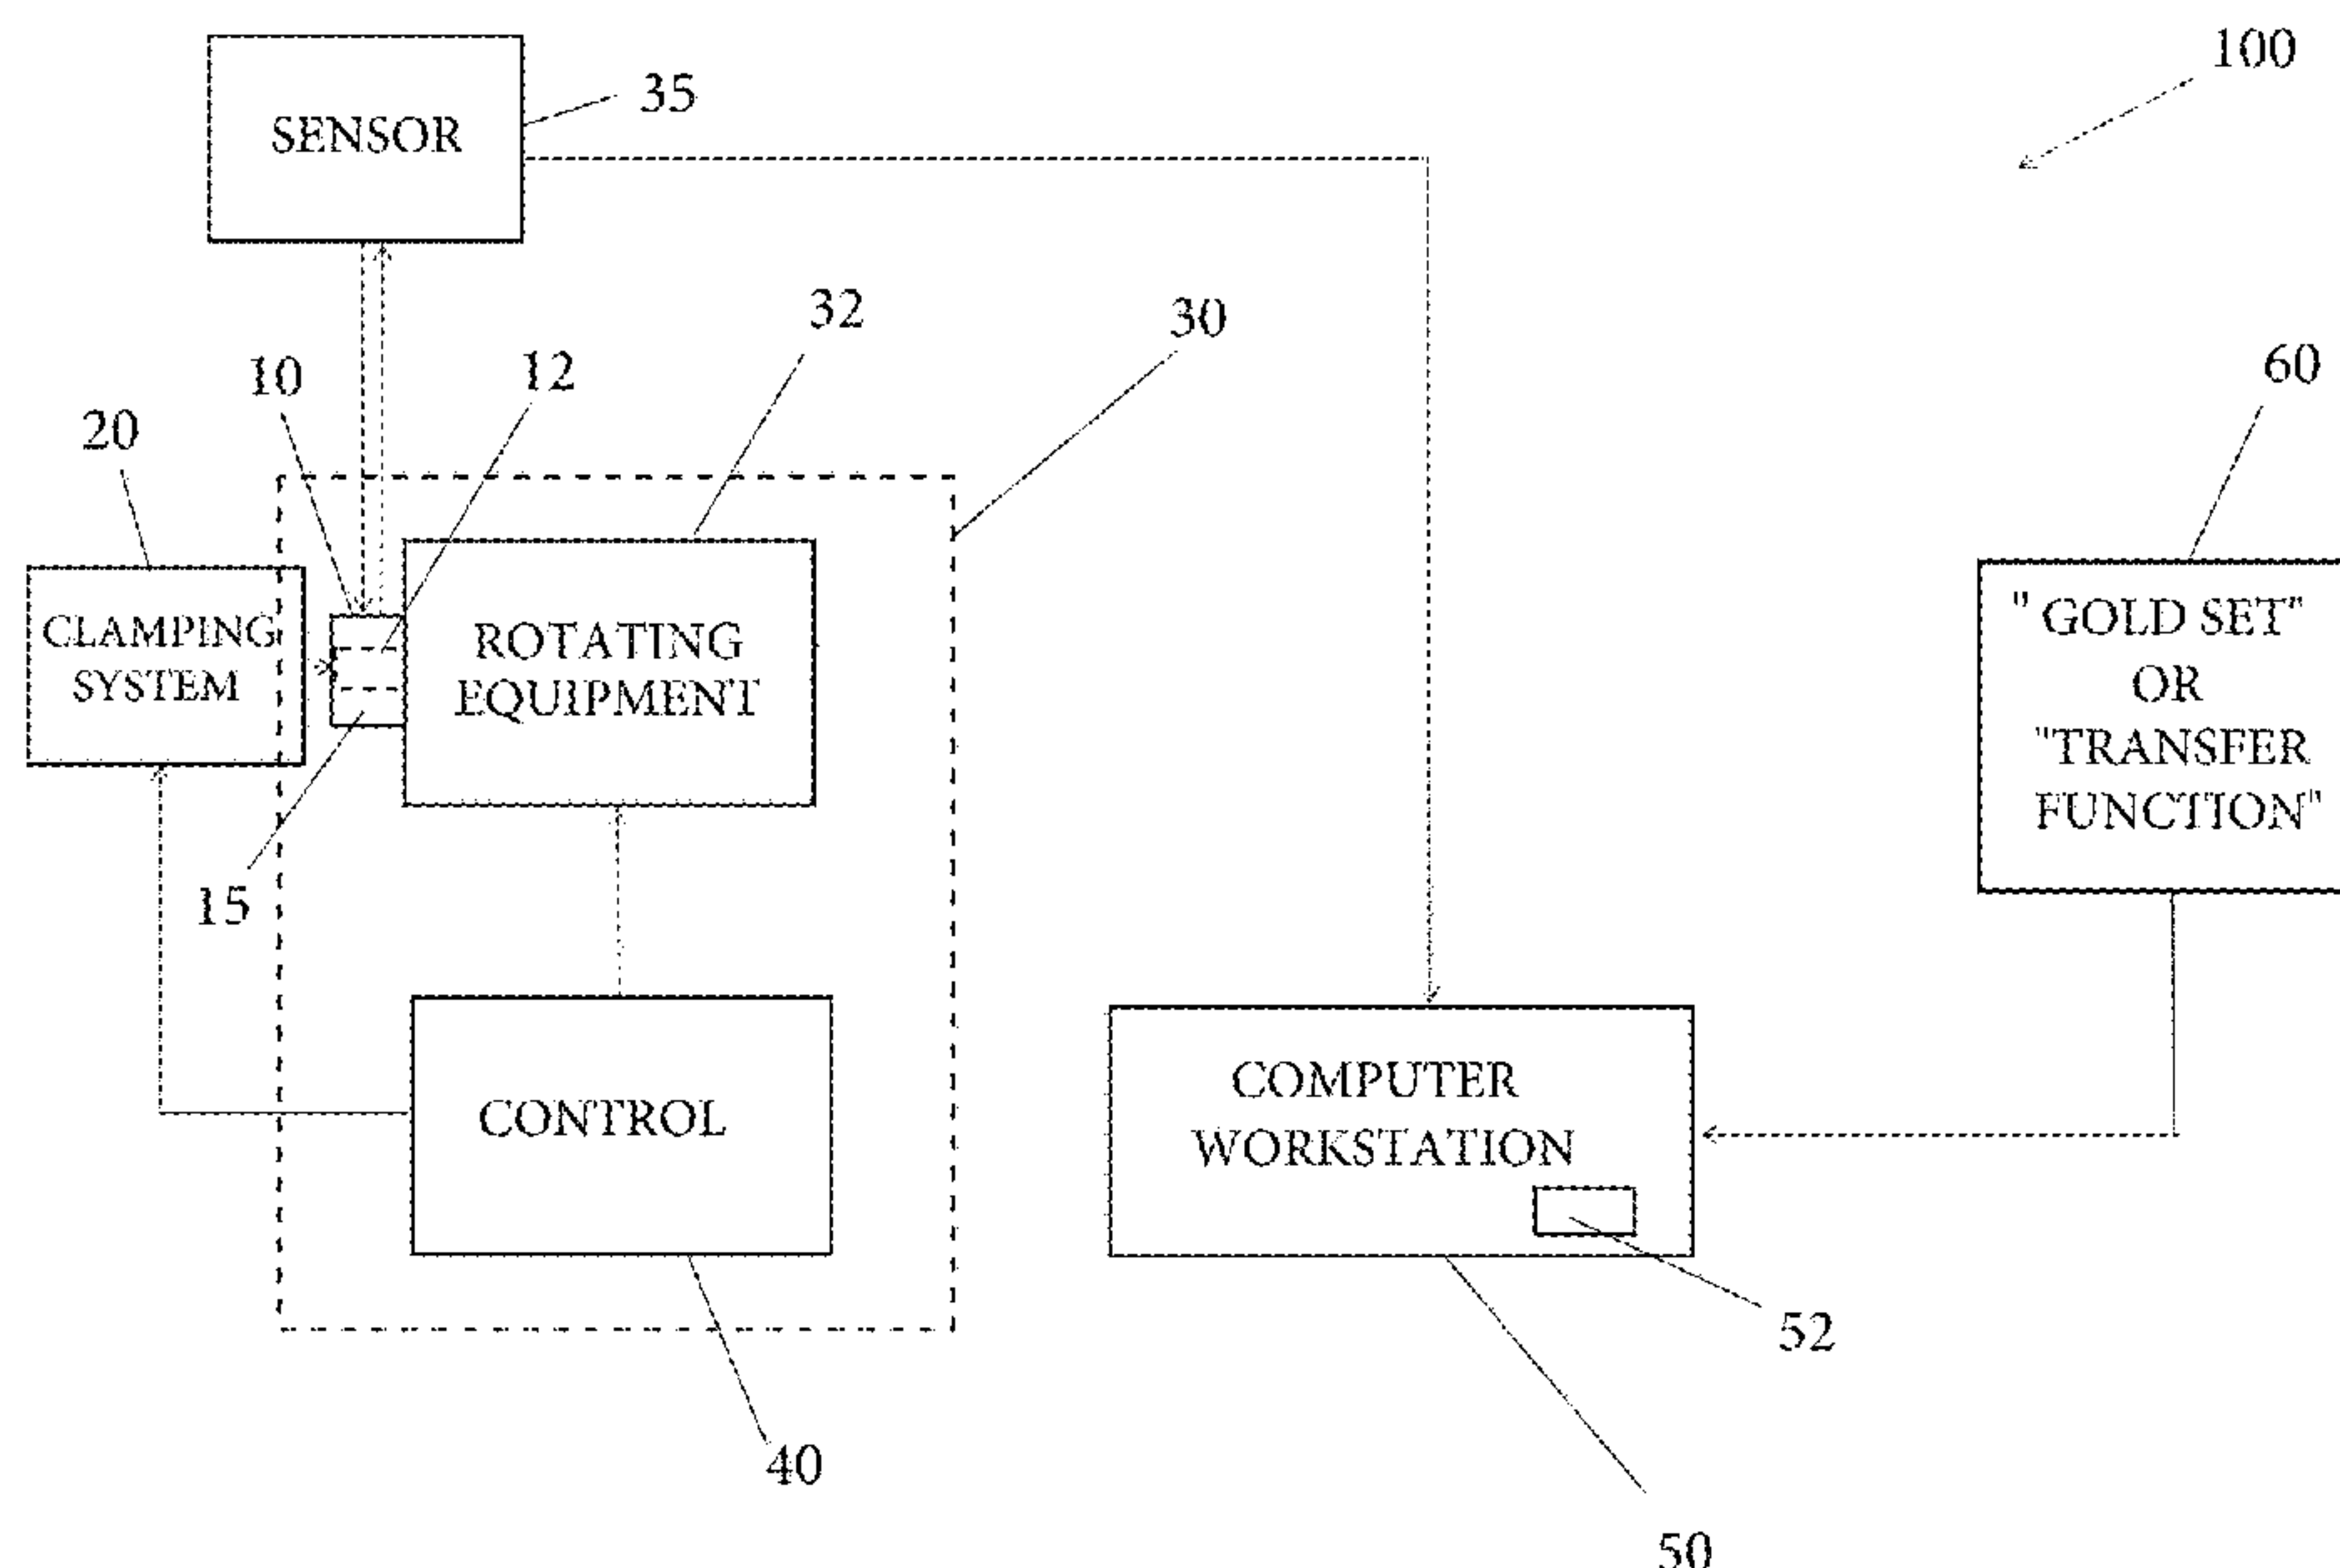 100
SENSOR
35
32
30
10
12
60
20
CLAMPING
SYSTEM
ROTATING
EQUIPMENT
" GOLD SET"
OR
"TRANSFER
FUNCTION"
15
CONTROL
COMPUTER
WORKSTATION
52
40
50